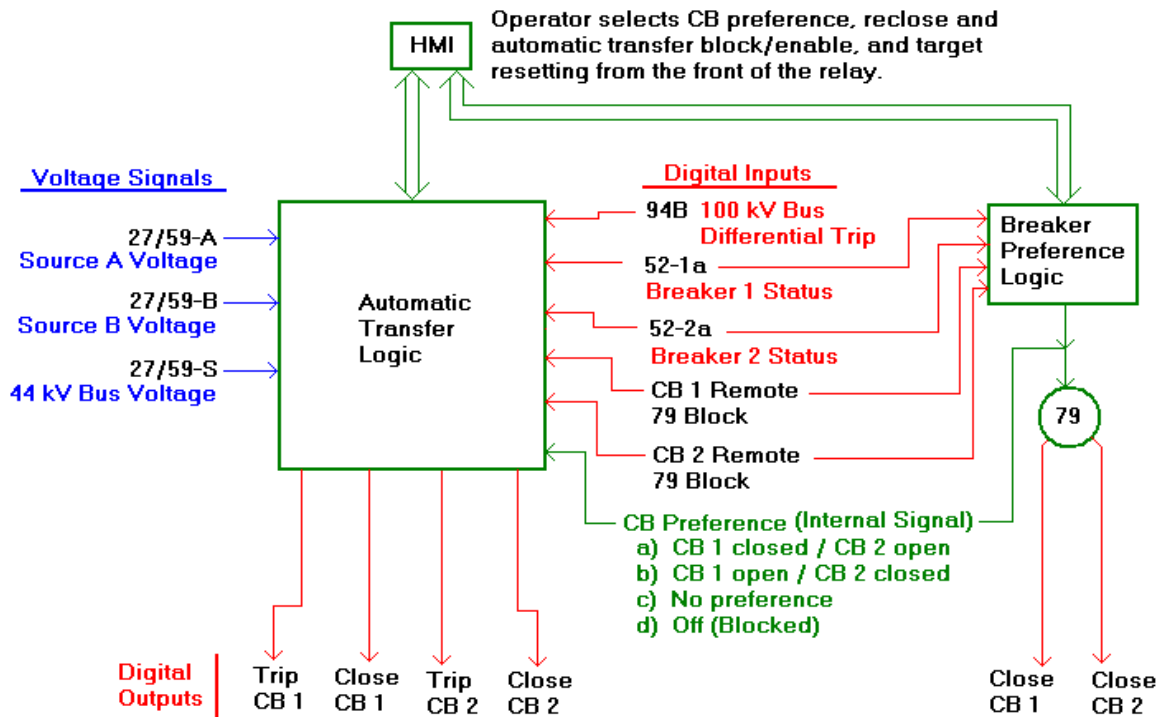 HMI
Operator selects CB preference, reclose and
automatic transfer block/enable, and target
resetting from the front of the relay.
Voltage Signals
27/59-A
Source A Voltage
27/59-B
Source B Voltage
27/59-S
44 kV Bus Voltage
Automatic
Transfer
Logic
Digital Inputs
94B 100 kV Bus
Differential Trip
52-1a
Breaker 1 Status
52-2a
Breaker 2 Status
CB 1 Remote
79 Block
CB 2 Remote
79 Block
CB Preference (Internal Signal)
a) CB 1 closed / CB 2 open
b) CB 1 open / CB 2 closed
c) No preference
d) Off (Blocked)
Breaker
Preference
Logic
79
Digital
Outputs
Trip
CB 1
Close
CB 1
Trip
CB 2
Close
CB 2
Close
CB 1
Close
CB 2